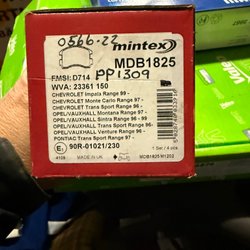 0566.22
mintex
MDB1825
FMSI: D714
PP1309
WVA: 23361 150
CHEVROLET Impala Range 99 -
CHEVROLET Monte Carlo Range 97 -
CHEVROLET Trans Sport Range 96 -
OPEL/VAUXHALL Montana Range 97 -
OPEL/VAUXHALL Sintra Range 96 - 99
OPEL/VAUXHALL Trans Sport Range 96-
OPEL/VAUXHALL Venture Range 96 -
PONTIAC Trans Sport Range 97 -
90R-01021/230
1 Set / 4 pcs
4109
MADE IN UK
MDB1825 M1202